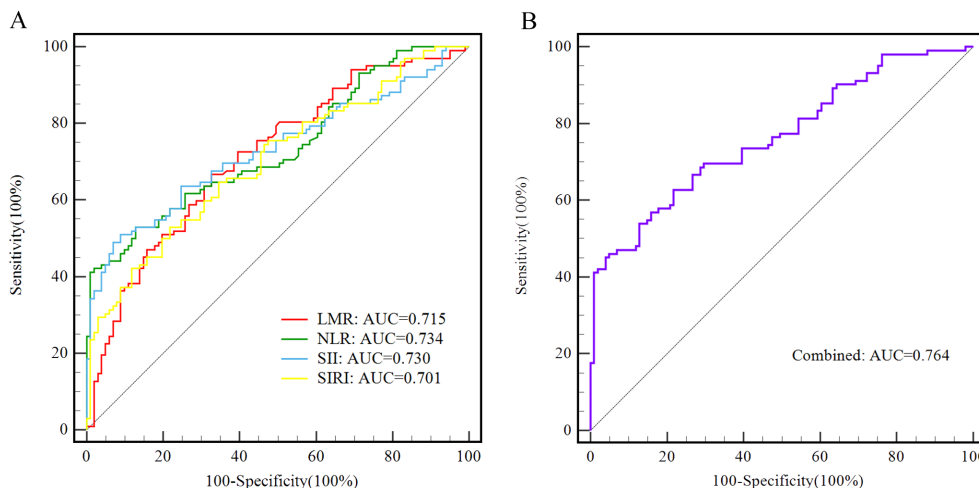 A
B
100
80
60
40
20
0
Sensitivity(100%)
LMR: AUC=0.715
NLR: AUC=0.734
SII: AUC=0.730
SIRI: AUC=0.701
0 20 40 60 80 100
100-Specificity(100%)
100
80
60
40
20
0
Sensitivity(100%)
Combined: AUC=0.764
0 20 40 60 80 100
100-Specificity(100%)